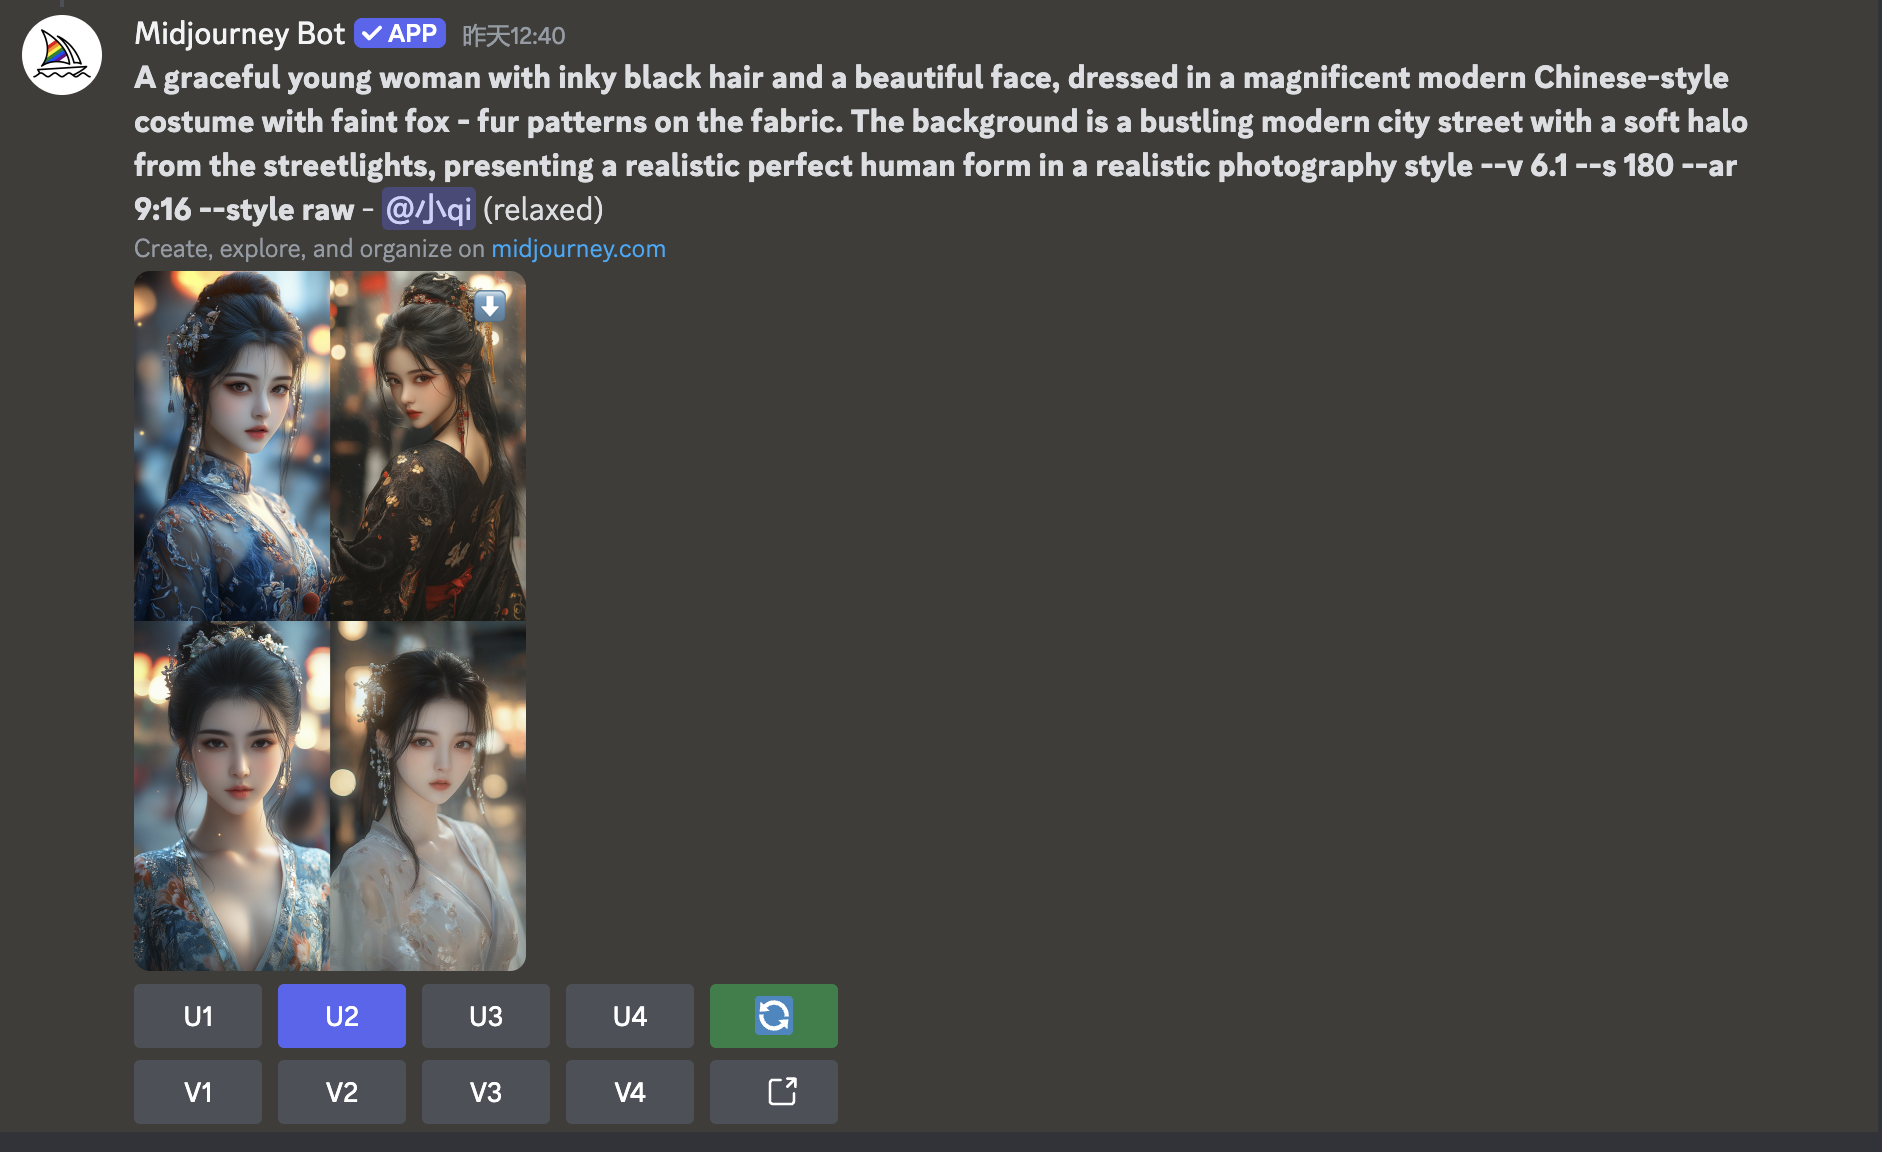 Midjourney Bot APP 昨天12:40
A graceful young woman with inky black hair and a beautiful face, dressed in a magnificent modern Chinese-style
costume with faint fox - fur patterns on the fabric. The background is a bustling modern city street with a soft halo
from the streetlights, presenting a realistic perfect human form in a realistic photography style --v 6.1 --s 180 --ar
9:16 --style raw - @小qi (relaxed)
Create, explore, and organize on midjourney.com
U1 U2 U3 U4
V1 V2 V3 V4